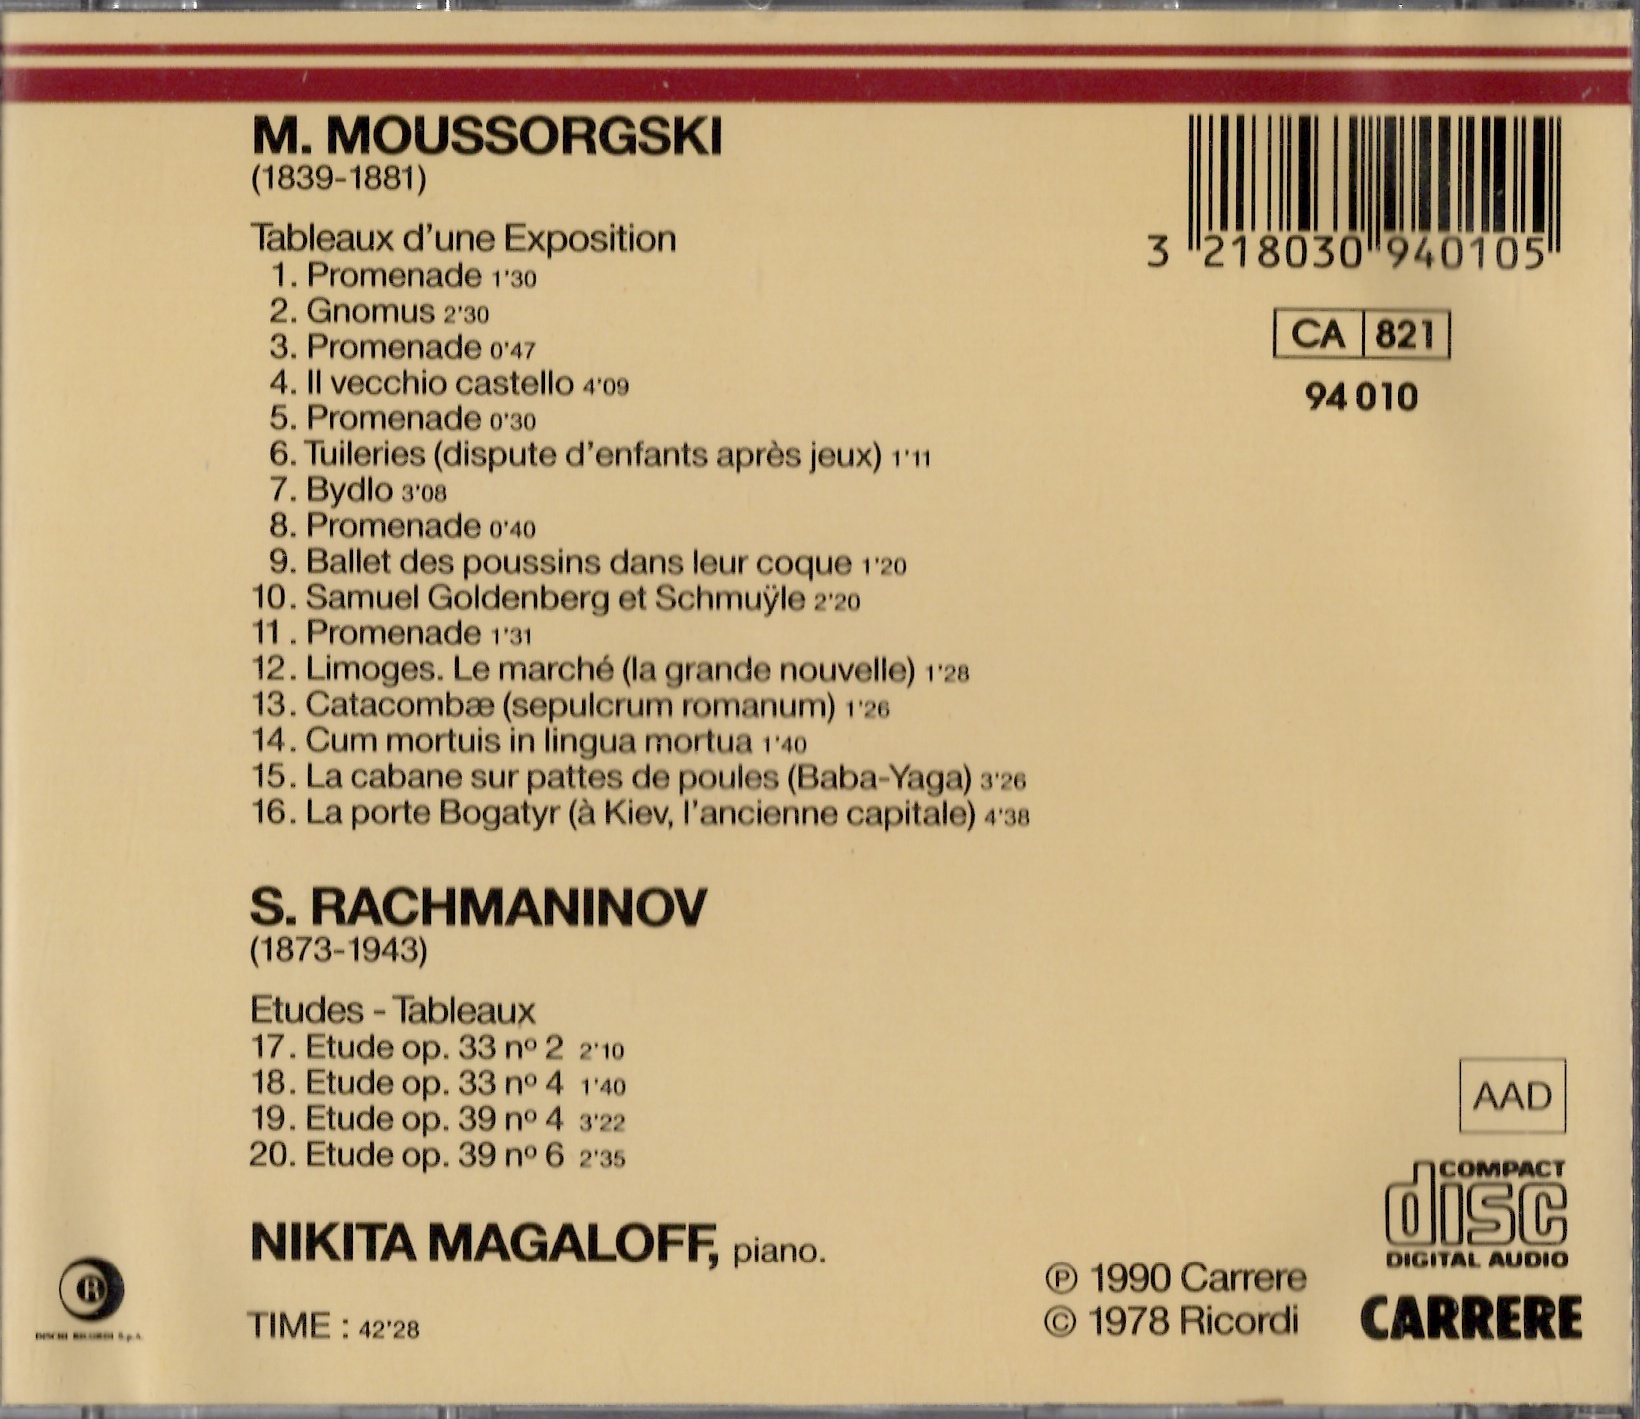 M. MOUSSORGSKI
(1839-1881)
Tableaux d'une Exposition
1. Promenade 1'30
2. Gnomus 2'30
3. Promenade 0'47
4. Il vecchio castello 4'09
5. Promenade 0'30
6. Tuileries (dispute d'enfants après jeux) 1'11
7. Bydlo 3'08
8. Promenade 0'40
9. Ballet des poussins dans leur coque 1'20
10. Samuel Goldenberg et Schmuÿle 2'20
11. Promenade 1'31
12. Limoges. Le marché (la grande nouvelle) 1'28
13. Catacombæ (sepulcrum romanum) 1'26
14. Cum mortuis in lingua mortua 1'40
15. La cabane sur pattes de poules (Baba-Yaga) 3'26
16. La porte Bogatyr (à Kiev, l'ancienne capitale) 4'38
S. RACHMANINOV
(1873-1943)
Etudes - Tableaux
17. Etude op. 33 nº 2 2'10
18. Etude op. 33 nº 4 1'40
19. Etude op. 39 nº 4 3'22
20. Etude op. 39 nº 6 2'35
NIKITA MAGALOFF, piano.
TIME : 42'28
R
DISCHI RICORDI S.p.A.
3 218030 940105
CA 821
94 010
AAD
COMPACT
disc
DIGITAL AUDIO
℗ 1990 Carrere
© 1978 Ricordi
CARRERE